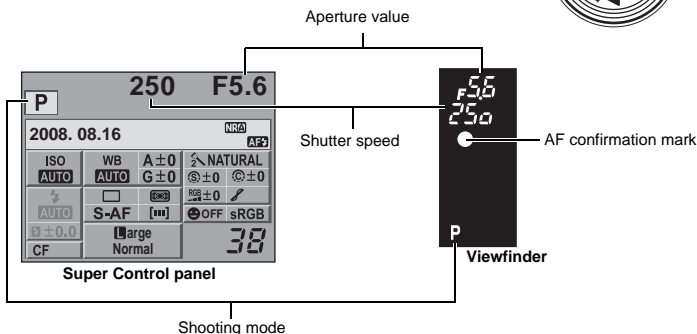 Aperture value
250 F5.6
P
2008. 08.16
NR
AF
ISO WB A±0 2 NATURAL
AUTO AUTO G±0 S±0 C±0
AUTO S-AF RGB±0
OFF sRGB
±0.0 Large
CF Normal 38
Super Control panel
Shutter speed
F5.6
250
AF confirmation mark
P
Viewfinder
Shooting mode